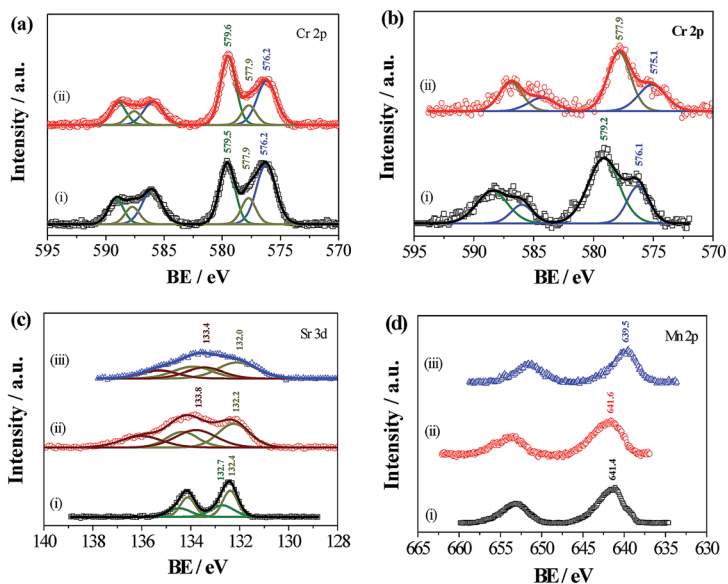 (a)
Cr 2p
579.6
577.9
576.2
(ii)
579.5
577.9
576.2
(i)
Intensity / a.u.
595 590 585 580 575 570
BE / eV
(b)
Cr 2p
577.9
575.1
(ii)
579.2
576.1
(i)
Intensity / a.u.
595 590 585 580 575 570
BE / eV
(c)
Sr 3d
133.4
132.0
(iii)
133.8
132.2
(ii)
132.7
132.4
(i)
Intensity / a.u.
140 138 136 134 132 130 128
BE / eV
(d)
Mn 2p
639.5
(iii)
641.6
(ii)
641.4
(i)
Intensity / a.u.
665 660 655 650 645 640 635 630
BE / eV